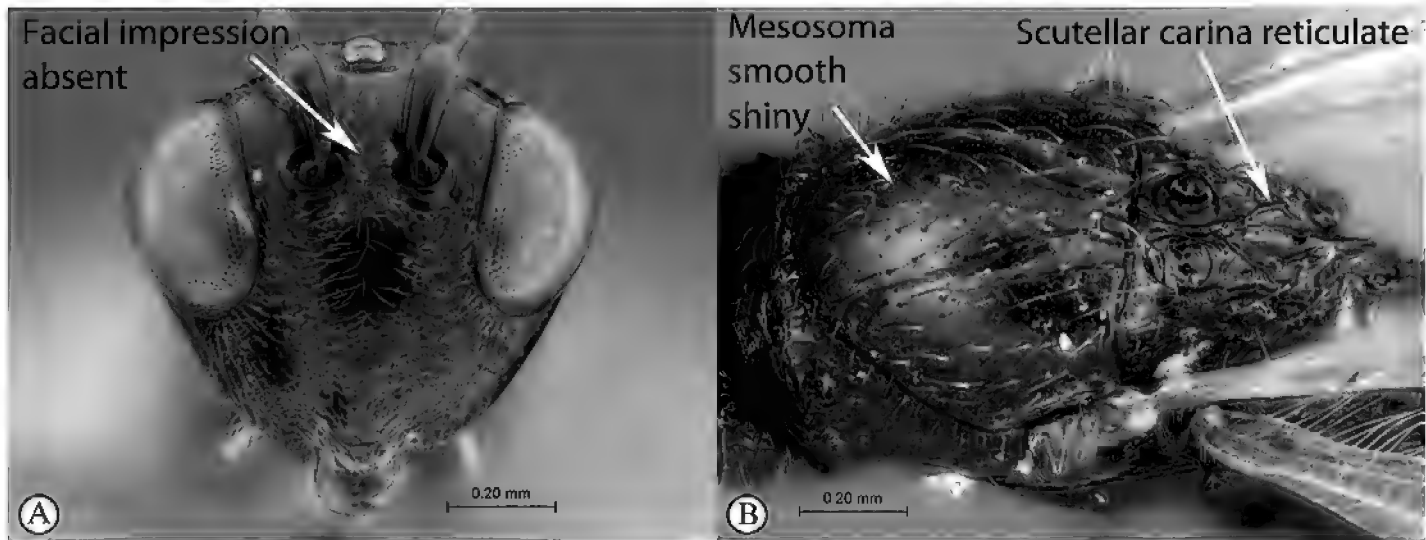 Facial impression
absent
0.20 mm
A
Mesosoma
smooth
shiny
Scutellar carina reticulate
0.20 mm
B